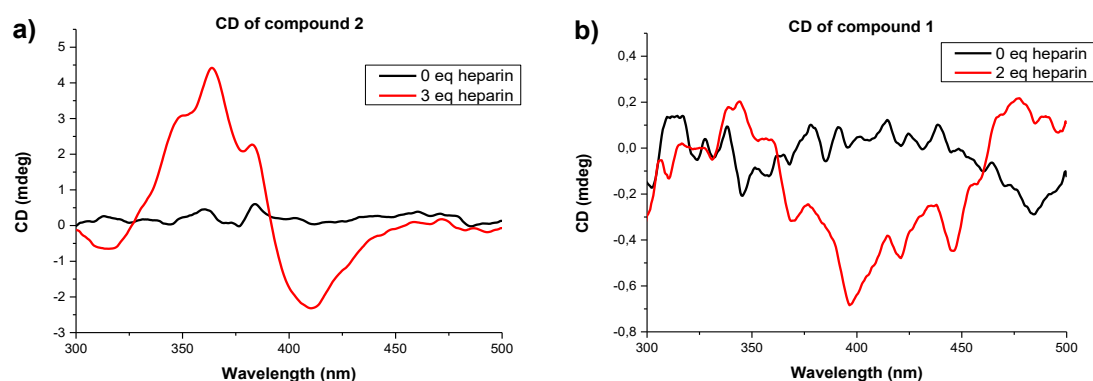 a)
CD of compound 2
0 eq heparin
3 eq heparin
CD (mdeg)
5
4
3
2
1
0
-1
-2
-3
300
350
400
450
500
Wavelength (nm)
b)
CD of compound 1
0 eq heparin
2 eq heparin
CD (mdeg)
0,4
0,2
0,0
-0,2
-0,4
-0,6
-0,8
300
350
400
450
500
Wavelength (nm)